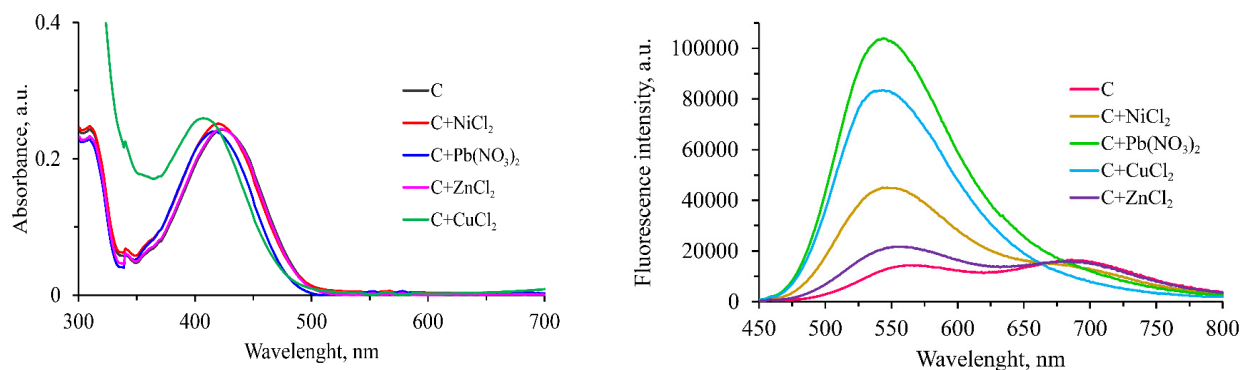 0.4
0.2
0
300
400
500
600
700
Absorbance, a.u.
Wavelenght, nm
C
C+NiCl₂
C+Pb(NO₃)₂
C+ZnCl₂
C+CuCl₂
100000
80000
60000
40000
20000
0
450
500
550
600
650
700
750
800
Fluorescence intensity, a.u.
Wavelenght, nm
C
C+NiCl₂
C+Pb(NO₃)₂
C+CuCl₂
C+ZnCl₂